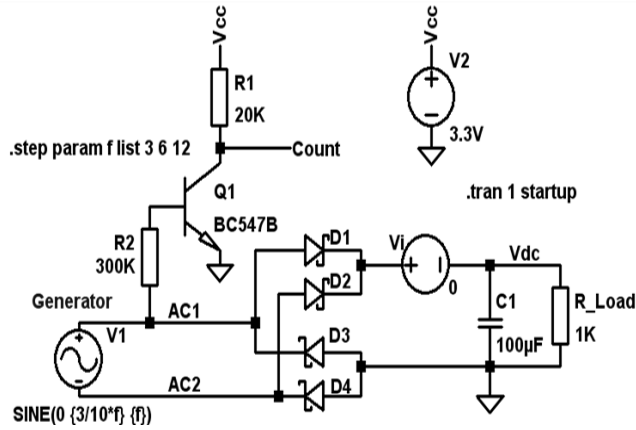 Vcc
Vcc
R1
20K
V2
3.3V
.step param f list 3 6 12
Count
Q1
BC547B
.tran 1 startup
R2
300K
D1
Vi
Vdc
D2
0
C1
R_Load
Generator
AC1
V1
D3
100µF
1K
AC2
D4
SINE(0 {3/10*f} {f})